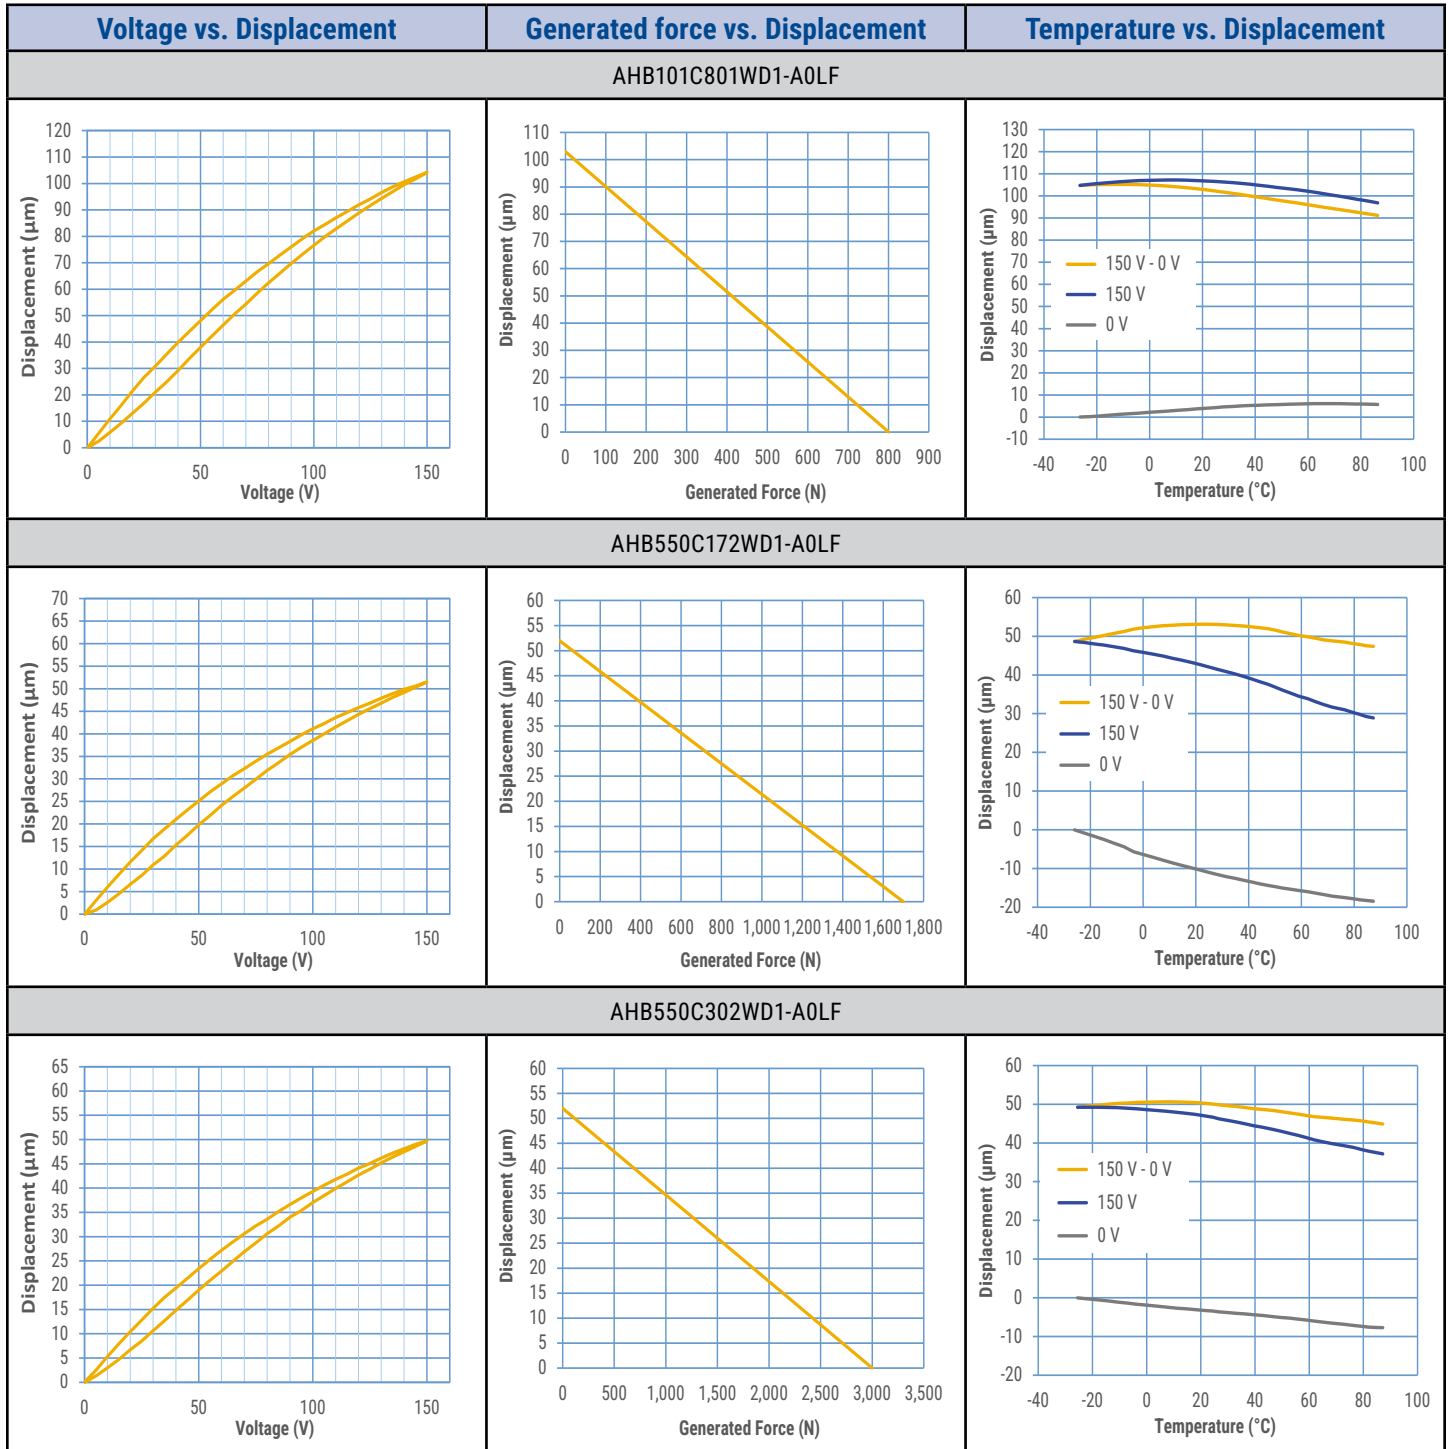 Voltage vs. Displacement Generated force vs. Displacement Temperature vs. Displacement
AHB101C801WD1-A0LF
Displacement (µm)
120
110
100
90
80
70
60
50
40
30
20
10
0
0 50 100 150
Voltage (V)
Displacement (µm)
110
100
90
80
70
60
50
40
30
20
10
0
0 100 200 300 400 500 600 700 800 900
Generated Force (N)
Displacement (µm)
130
120
110
100
90
80
70
60
50
40
30
20
10
0
-10
150 V - 0 V
150 V
0 V
-40 -20 0 20 40 60 80 100
Temperature (°C)
AHB550C172WD1-A0LF
Displacement (µm)
70
65
60
55
50
45
40
35
30
25
20
15
10
5
0
0 50 100 150
Voltage (V)
Displacement (µm)
60
55
50
45
40
35
30
25
20
15
10
5
0
0 200 400 600 800 1,000 1,200 1,400 1,600 1,800
Generated Force (N)
Displacement (µm)
60
50
40
30
20
10
0
-10
-20
150 V - 0 V
150 V
0 V
-40 -20 0 20 40 60 80 100
Temperature (°C)
AHB550C302WD1-A0LF
Displacement (µm)
65
60
55
50
45
40
35
30
25
20
15
10
5
0
0 50 100 150
Voltage (V)
Displacement (µm)
60
55
50
45
40
35
30
25
20
15
10
5
0
0 500 1,000 1,500 2,000 2,500 3,000 3,500
Generated Force (N)
Displacement (µm)
60
50
40
30
20
10
0
-10
-20
150 V - 0 V
150 V
0 V
-40 -20 0 20 40 60 80 100
Temperature (°C)